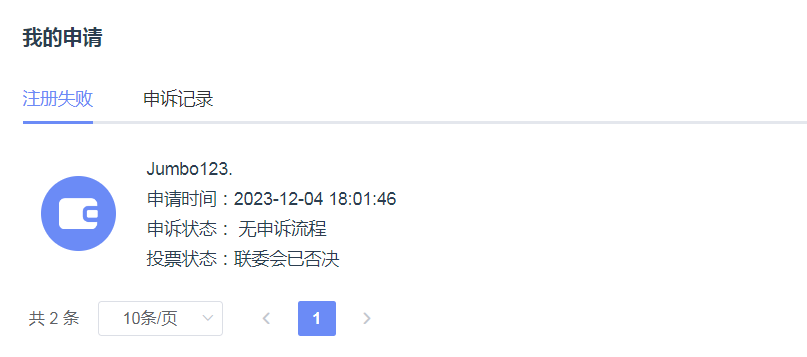 我的申请
注册失败 申诉记录
Jumbo123.
申请时间：2023-12-04 18:01:46
申诉状态： 无申诉流程
投票状态：联委会已否决
共 2 条 10条/页 1